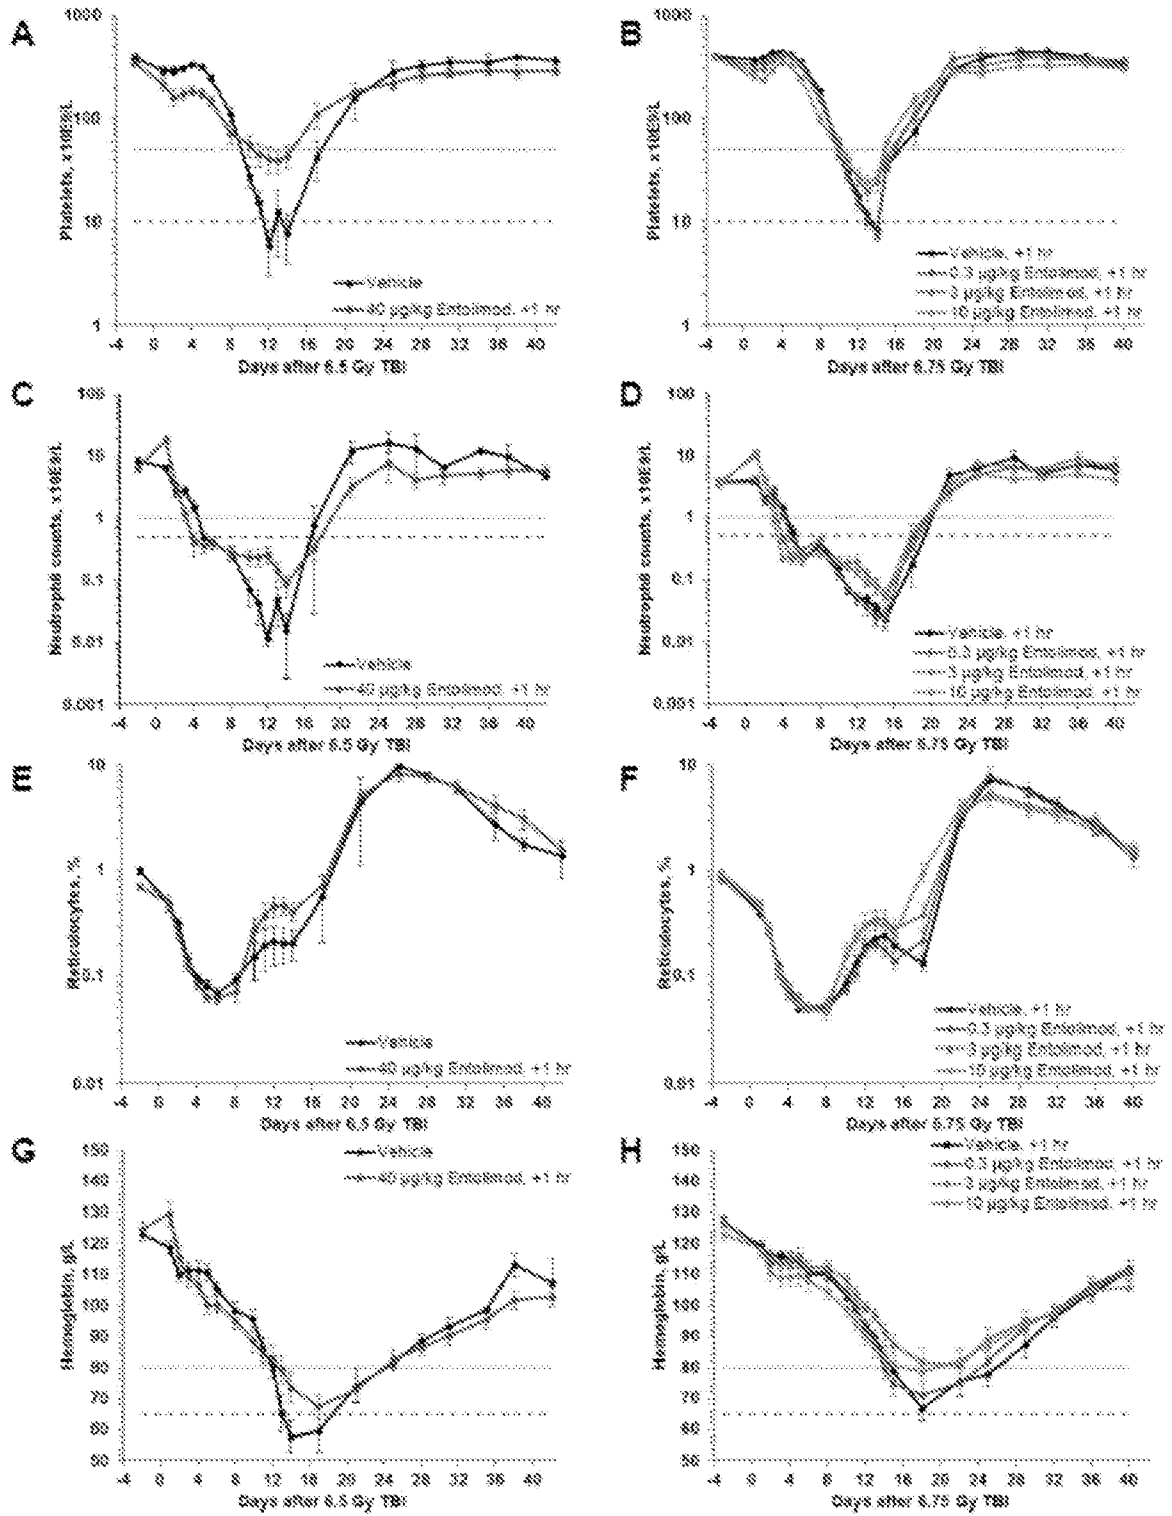 A
1000
100
10
1
Platelets, x10E9/L
Vehicle
40 µg/kg Entolimod, +1 hr
-4 0 4 8 12 16 20 24 28 32 36 40
Days after 6.5 Gy TBI
B
1000
100
10
1
Platelets, x10E9/L
Vehicle, +1 hr
0.3 µg/kg Entolimod, +1 hr
3 µg/kg Entolimod, +1 hr
10 µg/kg Entolimod, +1 hr
-4 0 4 8 12 16 20 24 28 32 36 40
Days after 6.75 Gy TBI
C
100
10
1
0.1
0.01
0.001
Neutrophil counts, x10E9/L
Vehicle
40 µg/kg Entolimod, +1 hr
-4 0 4 8 12 16 20 24 28 32 36 40
Days after 6.5 Gy TBI
D
100
10
1
0.1
0.01
0.001
Neutrophil counts, x10E9/L
Vehicle, +1 hr
0.3 µg/kg Entolimod, +1 hr
3 µg/kg Entolimod, +1 hr
10 µg/kg Entolimod, +1 hr
-4 0 4 8 12 16 20 24 28 32 36 40
Days after 6.75 Gy TBI
E
10
1
0.1
0.01
Reticulocytes, %
Vehicle
40 µg/kg Entolimod, +1 hr
-4 0 4 8 12 16 20 24 28 32 36 40
Days after 6.5 Gy TBI
F
10
1
0.1
0.01
Reticulocytes, %
Vehicle, +1 hr
0.3 µg/kg Entolimod, +1 hr
3 µg/kg Entolimod, +1 hr
10 µg/kg Entolimod, +1 hr
-4 0 4 8 12 16 20 24 28 32 36 40
Days after 6.75 Gy TBI
G
150
140
130
120
110
100
90
80
70
60
50
Hemoglobin, g/L
Vehicle
40 µg/kg Entolimod, +1 hr
-4 0 4 8 12 16 20 24 28 32 36 40
Days after 6.5 Gy TBI
H
150
140
130
120
110
100
90
80
70
60
50
Hemoglobin, g/L
Vehicle, +1 hr
0.3 µg/kg Entolimod, +1 hr
3 µg/kg Entolimod, +1 hr
10 µg/kg Entolimod, +1 hr
-4 0 4 8 12 16 20 24 28 32 36 40
Days after 6.75 Gy TBI